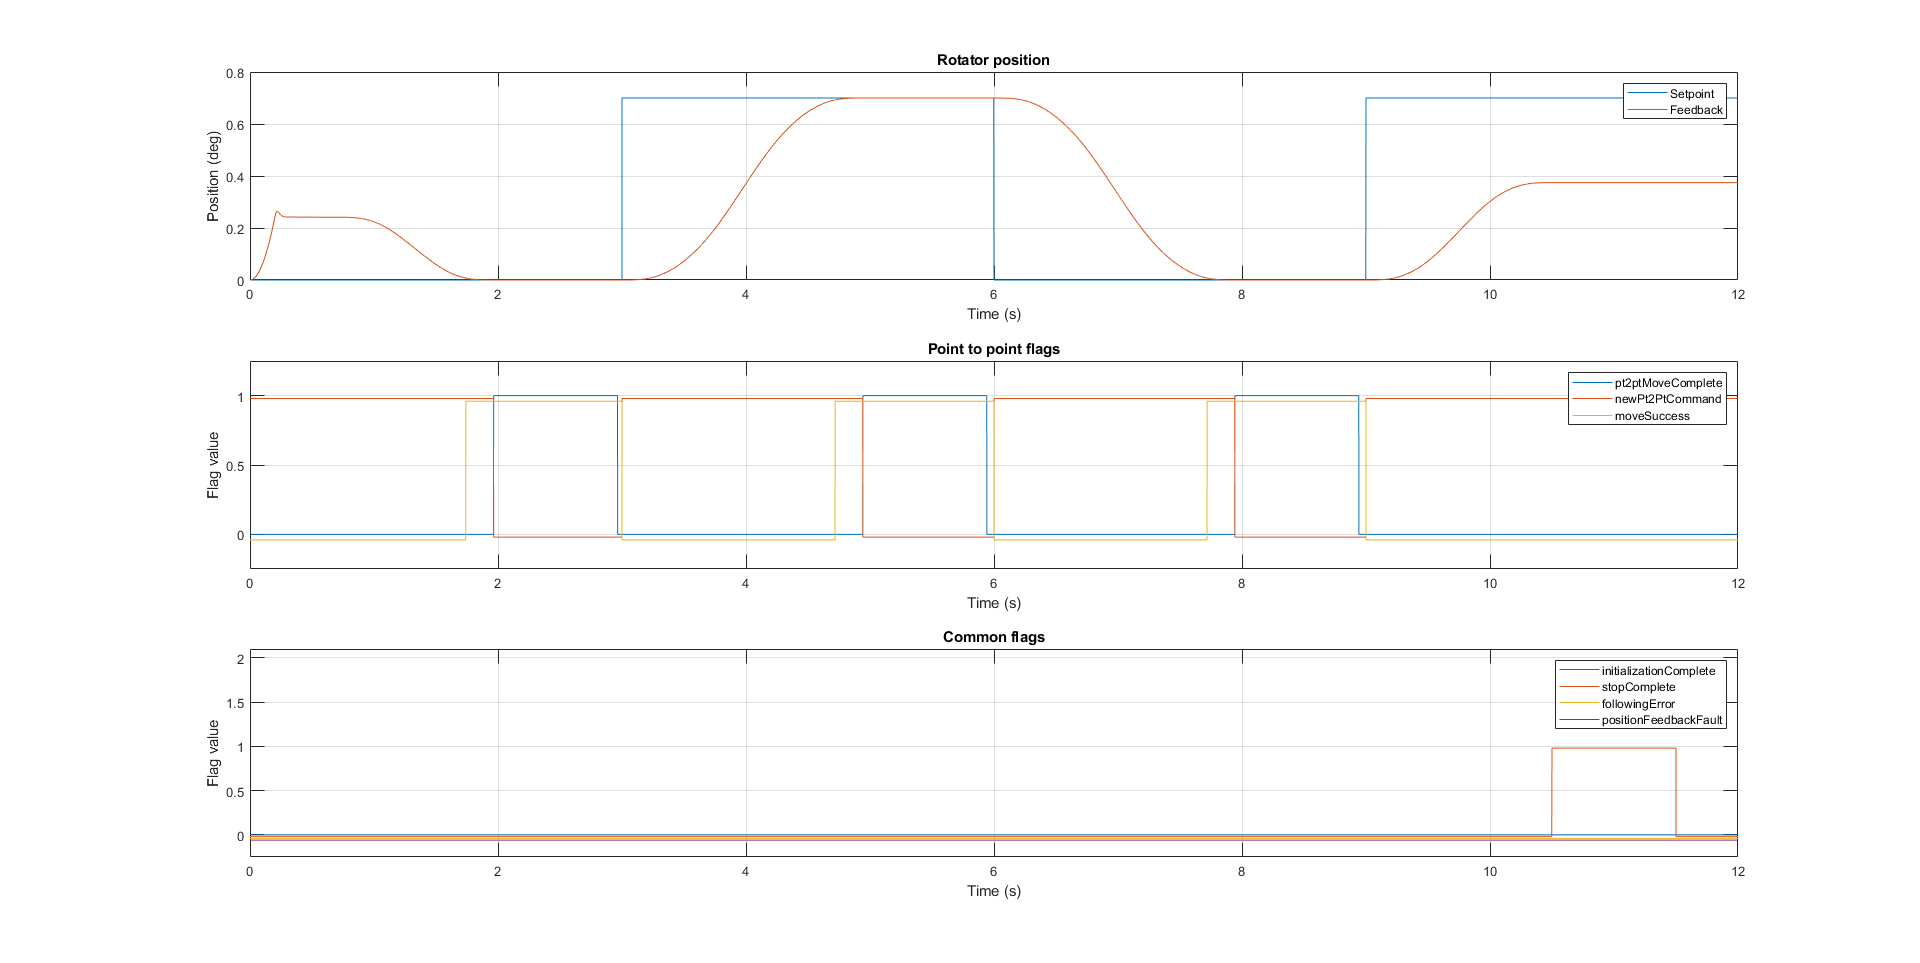 Rotator position
0.8
0.6
0.4
0.2
0
Position (deg)
Setpoint
Feedback
0 2 4 6 8 10 12
Time (s)
Point to point flags
1
0.5
0
Flag value
pt2ptMoveComplete
newPt2PtCommand
moveSuccess
0 2 4 6 8 10 12
Time (s)
Common flags
2
1.5
1
0.5
0
Flag value
initializationComplete
stopComplete
followingError
positionFeedbackFault
0 2 4 6 8 10 12
Time (s)